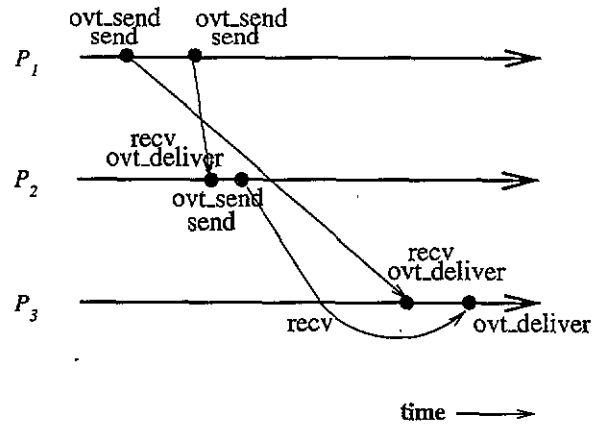 ovt_send ovt_send
send send
P1
recv
ovt_deliver
P2
ovt_send
send
recv
ovt_deliver
P3
recv
ovt_deliver
time